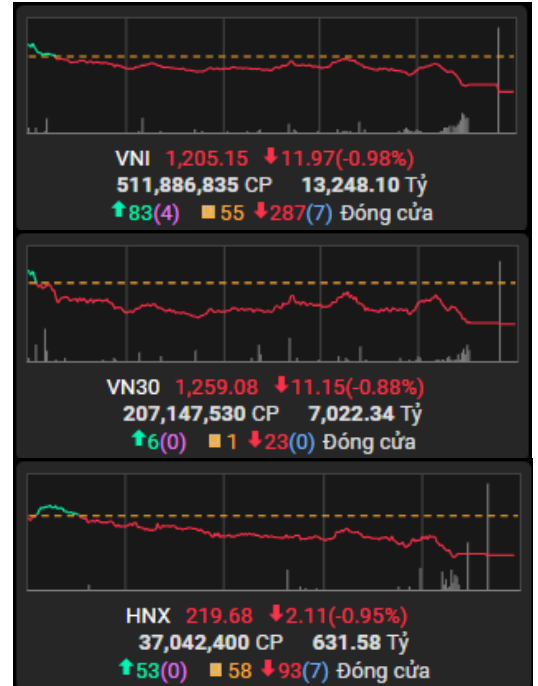 VNI 1,205.15 11.97(-0.98%)
511,886,835 CP 13,248.10 Tỷ
83(4) 55 287(7) Đóng cửa
VN30 1,259.08 11.15(-0.88%)
207,147,530 CP 7,022.34 Tỷ
6(0) 1 23(0) Đóng cửa
HNX 219.68 2.11(-0.95%)
37,042,400 CP 631.58 Tỷ
53(0) 58 93(7) Đóng cửa